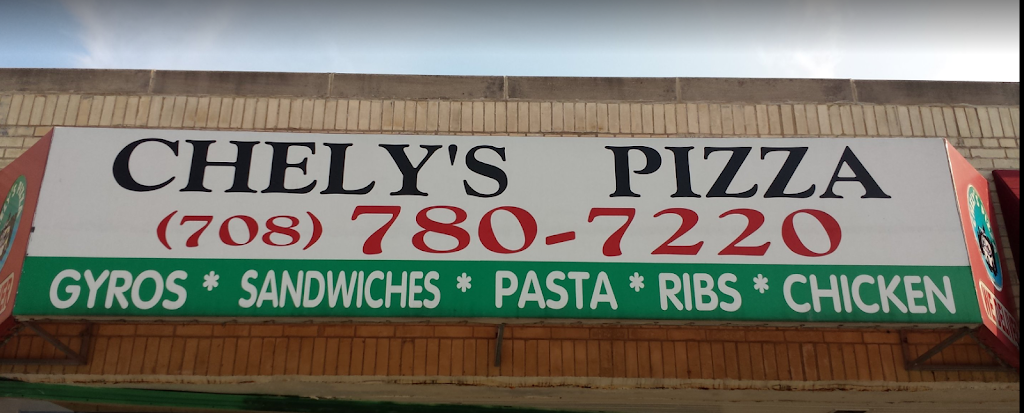 CHELY'S PIZZA
(708) 780-7220
GYROS * SANDWICHES * PASTA * RIBS * CHICKEN